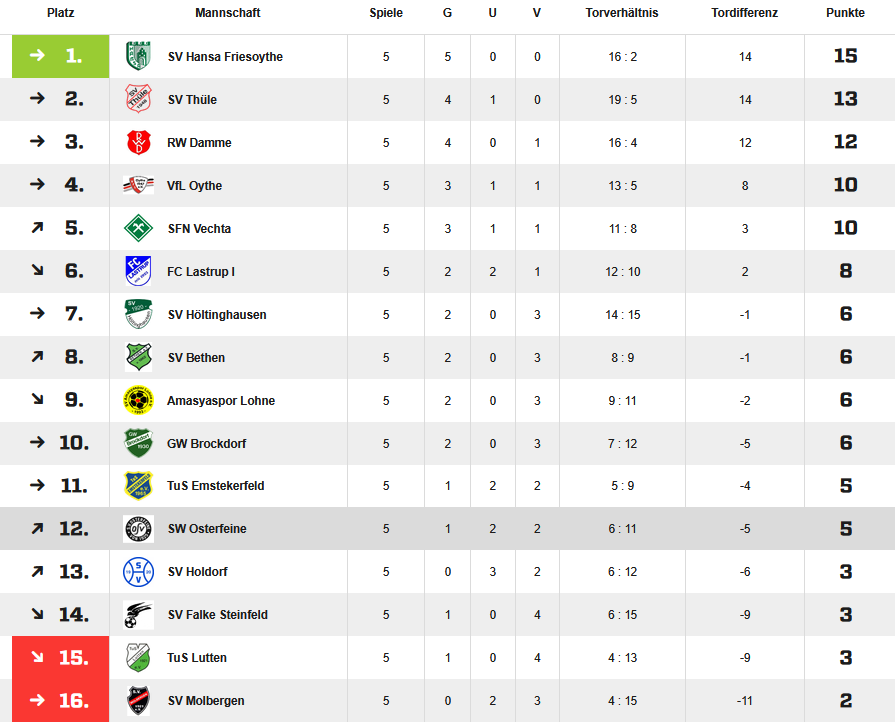 Platz Mannschaft Spiele G U V Torverhältnis Tordifferenz Punkte
1. SV Hansa Friesoythe 5 5 0 0 16 : 2 14 15
2. SV Thüle 5 4 1 0 19 : 5 14 13
3. RW Damme 5 4 0 1 16 : 4 12 12
4. VfL Oythe 5 3 1 1 13 : 5 8 10
5. SFN Vechta 5 3 1 1 11 : 8 3 10
6. FC Lastrup I 5 2 2 1 12 : 10 2 8
7. SV Höltinghausen 5 2 0 3 14 : 15 -1 6
8. SV Bethen 5 2 0 3 8 : 9 -1 6
9. Amasyaspor Lohne 5 2 0 3 9 : 11 -2 6
10. GW Brockdorf 5 2 0 3 7 : 12 -5 6
11. TuS Emstekerfeld 5 1 2 2 5 : 9 -4 5
12. SW Osterfeine 5 1 2 2 6 : 11 -5 5
13. SV Holdorf 5 0 3 2 6 : 12 -6 3
14. SV Falke Steinfeld 5 1 0 4 6 : 15 -9 3
15. TuS Lutten 5 1 0 4 4 : 13 -9 3
16. SV Molbergen 5 0 2 3 4 : 15 -11 2